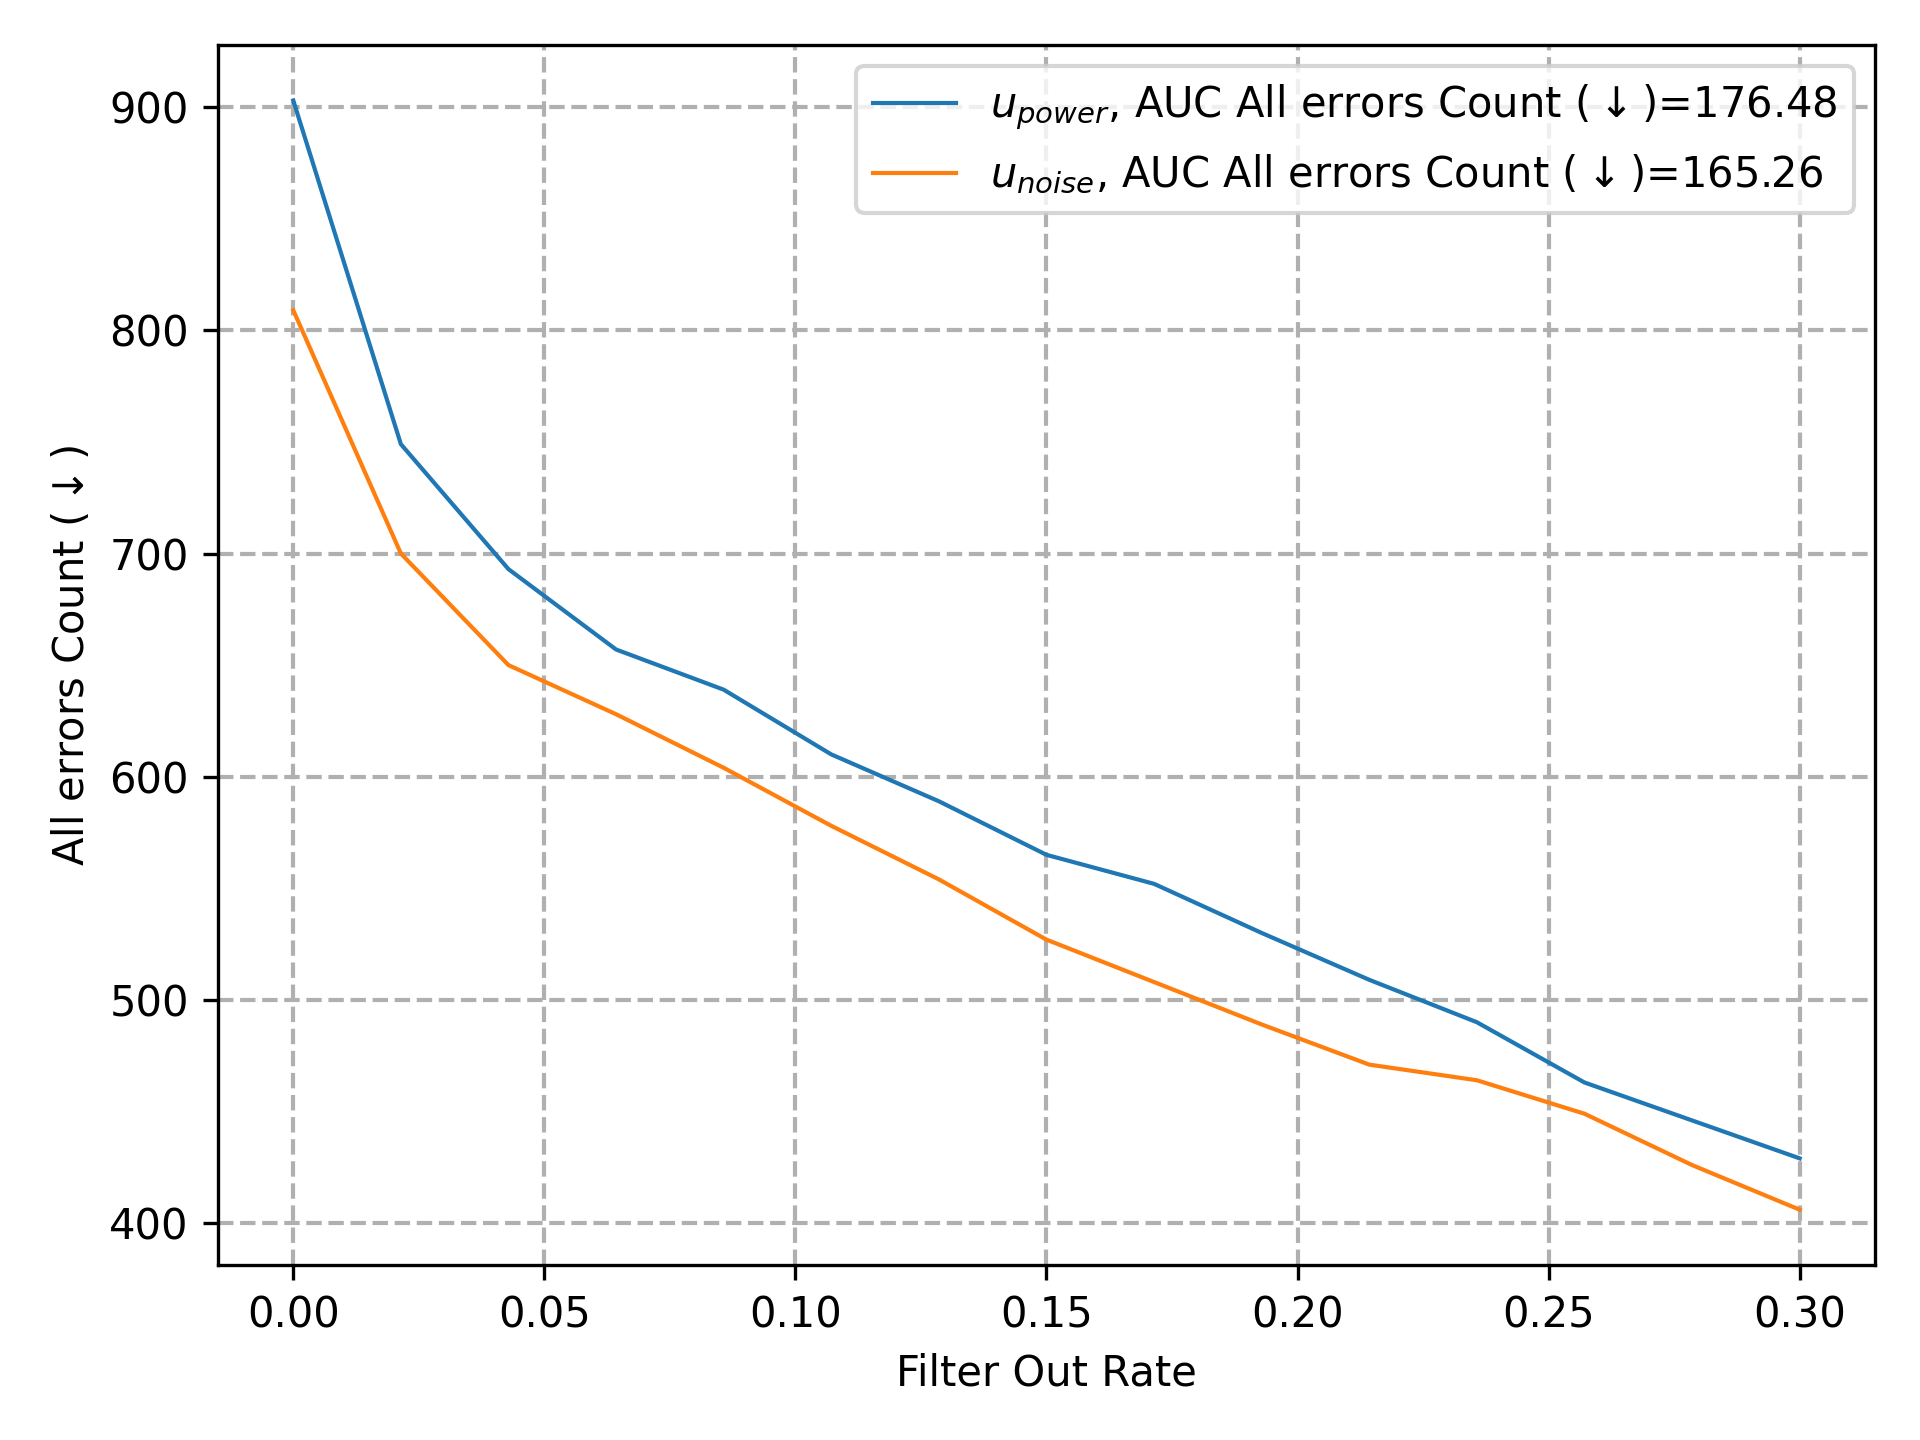 u_power, AUC All errors Count (↓)=176.48
u_noise, AUC All errors Count (↓)=165.26
All errors Count (↓)
900
800
700
600
500
400
0.00 0.05 0.10 0.15 0.20 0.25 0.30
Filter Out Rate